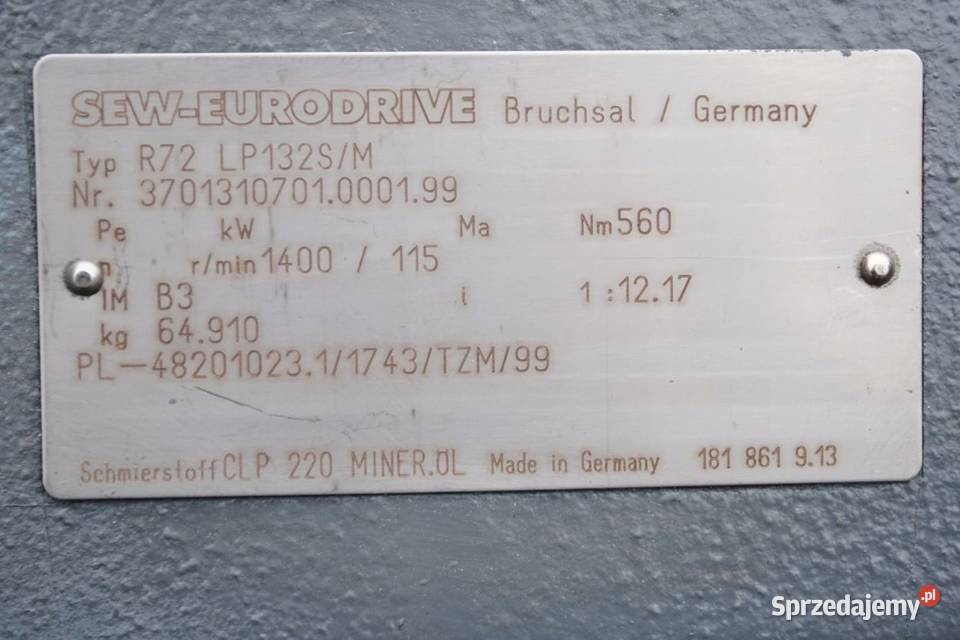 SEW-EURODRIVE Bruchsal / Germany
Typ R72 LP132S/M
Nr. 3701310701.0001.99
Pe kW Ma Nm 560
n r/min 1400 / 115
IM B3 i 1 :12.17
kg 64.910
PL-48201023.1/1743/TZM/99
Schmierstoff CLP 220 MINER.ÖL Made in Germany 181 861 9.13
Sprzedajemy.pl